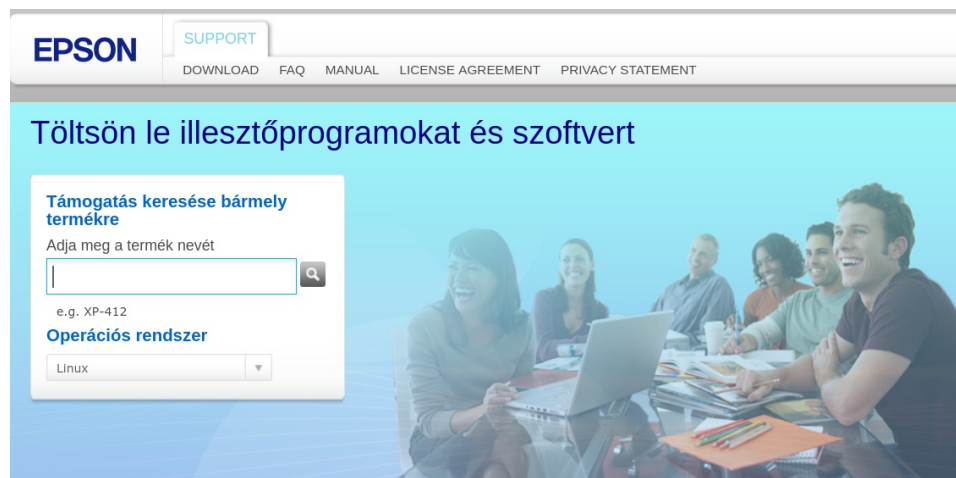 EPSON
SUPPORT
DOWNLOAD FAQ MANUAL LICENSE AGREEMENT PRIVACY STATEMENT
Töltsön le illesztőprogramokat és szoftvert
Támogatás keresése bármely
termékre
Adja meg a termék nevét
e.g. XP-412
Operációs rendszer
Linux